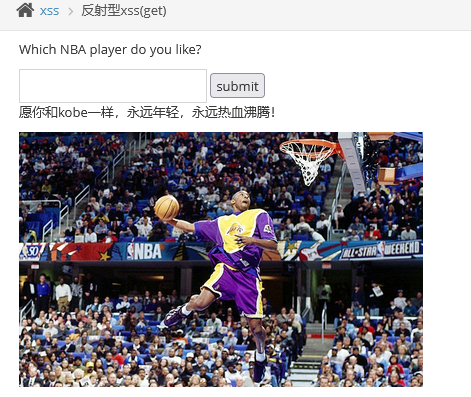 xss > 反射型xss(get)
Which NBA player do you like?
submit
愿你和kobe一样，永远年轻，永远热血沸腾！
NBA
ALL-STAR WEEKEND